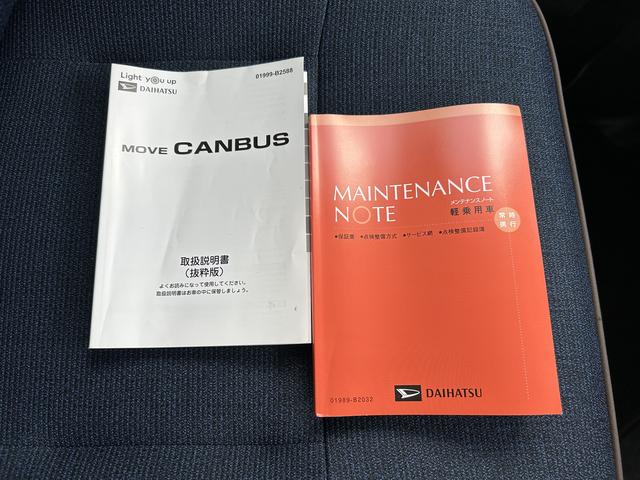 Light you up
DAIHATSU
01999-B2588
MOVE CANBUS
取扱説明書
(抜粋版)
よくお読みになって使用してください。
取扱説明書はお車の中に保管しましょう。
MAINTENANCE
NOTE
メンテナンスノート
軽乗用車
常時
携行
●保証書 ●点検整備方式 ●サービス網 ●点検整備記録簿
01989-B2032
DAIHATSU